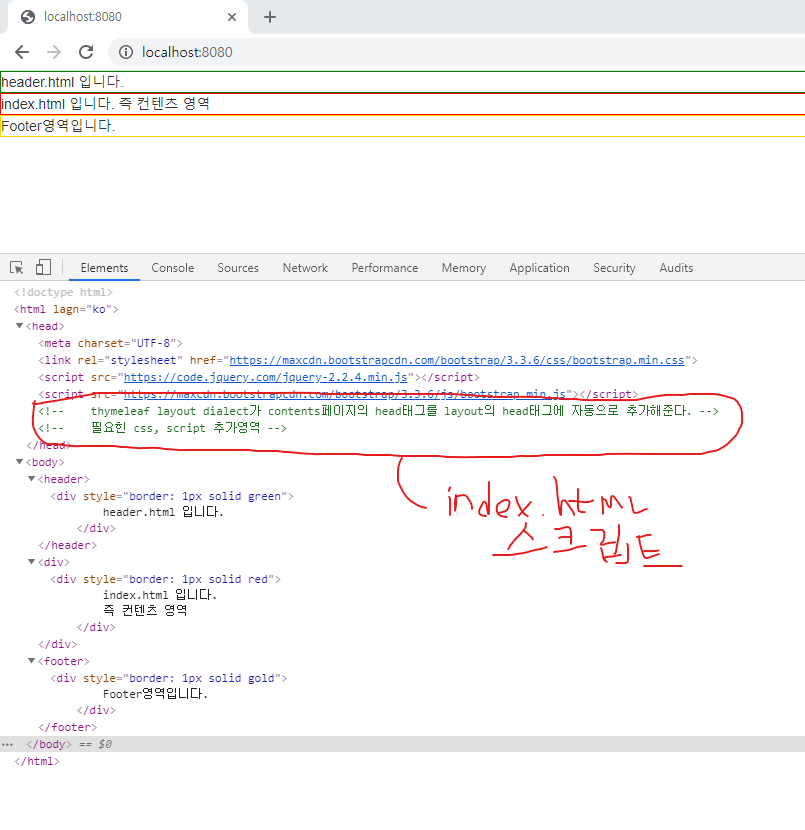 localhost:8080
localhost:8080
header.html 입니다.
index.html 입니다. 즉 컨텐츠 영역
Footer영역입니다.
Elements Console Sources Network Performance Memory Application Security Audits
<!doctype html>
<html lagn="ko">
<head>
<meta charset="UTF-8">
<link rel="stylesheet" href="https://maxcdn.bootstrapcdn.com/bootstrap/3.3.6/css/bootstrap.min.css">
<script src="https://code.jquery.com/jquery-2.2.4.min.js"></script>
<script src="https://maxcdn.bootstrapcdn.com/bootstrap/3.3.6/js/bootstrap.min.js"></script>
<!-- thymeleaf layout dialect가 contents페이지의 head태그를 layout의 head태그에 자동으로 추가해준다. -->
<!-- 필요힌 css, script 추가영역 -->
</head>
<body>
<header>
<div style="border: 1px solid green">
header.html 입니다.
</div>
</header>
<div>
<div style="border: 1px solid red">
index.html 입니다.
즉 컨텐츠 영역
</div>
</div>
<footer>
<div style="border: 1px solid gold">
Footer영역입니다.
</div>
</footer>
… </body> == $0
</html>
index.html
스크립트